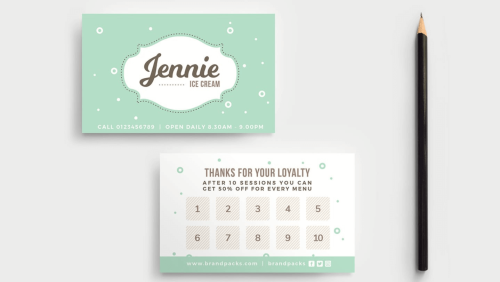 Jennie
ICE CREAM
CALL 0123456789 | OPEN DAILY 6.30AM - 5.00PM
THANKS FOR YOUR LOYALTY
AFTER 10 SESSIONS YOU CAN
GET 50% OFF FOR EVERY MENU
1 2 3 4 5
6 7 8 9 10
www.brandpacks.com | brandpacks